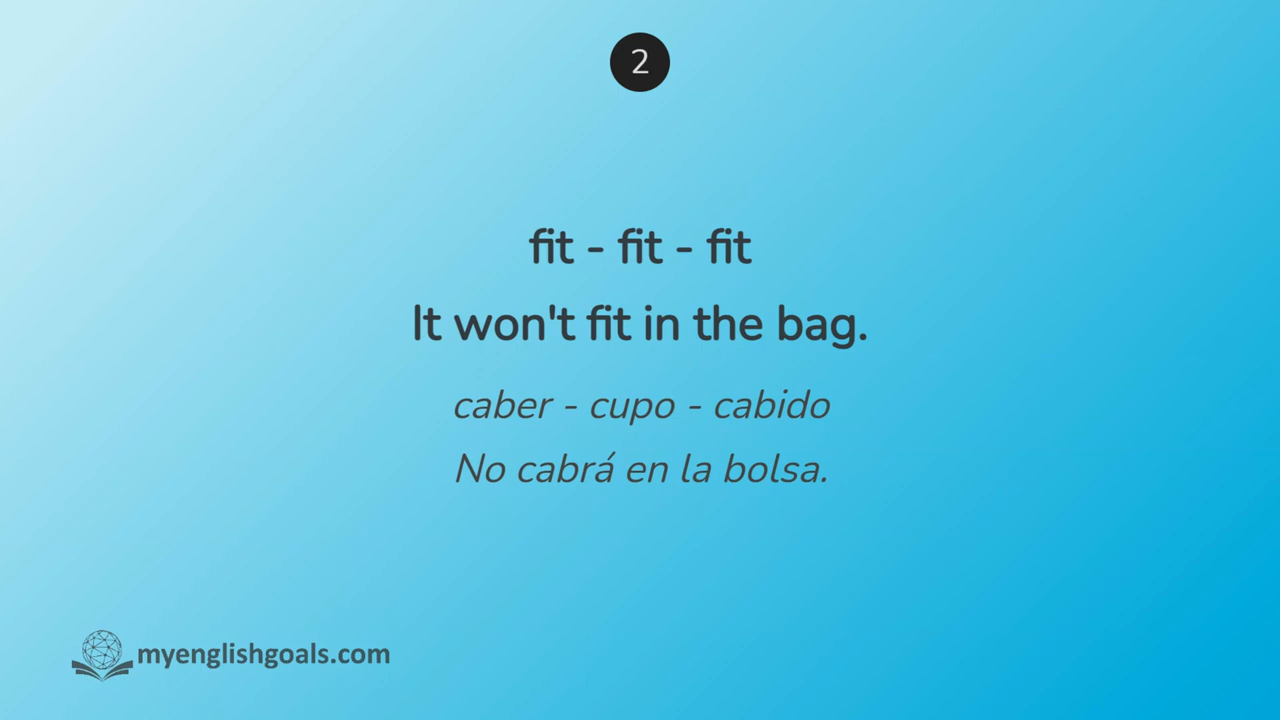 2
fit - fit - fit
It won't fit in the bag.
caber - cupo - cabido
No cabrá en la bolsa.
myenglishgoals.com